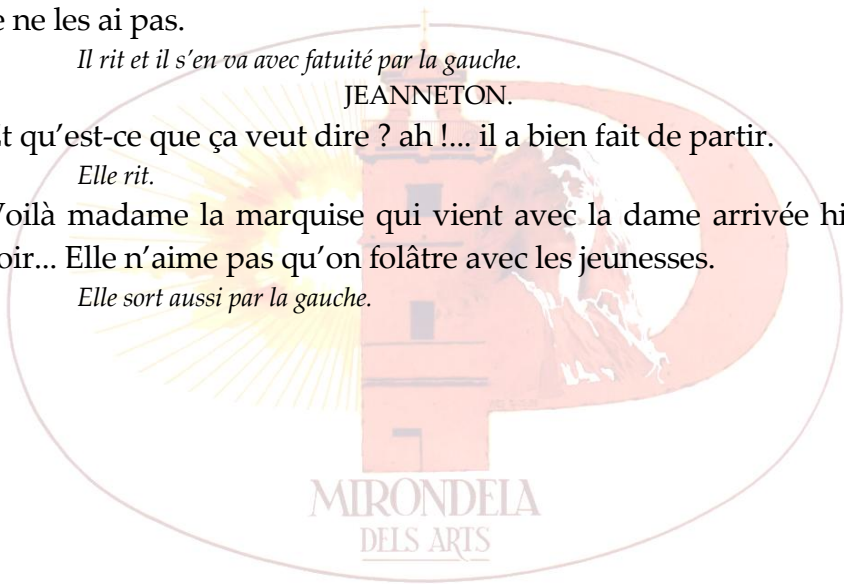 e ne les ai pas.
Il rit et il s’en va avec fatuité par la gauche.
JEANNETON.
t qu’est-ce que ça veut dire ? ah !... il a bien fait de partir.
Elle rit.
oilà madame la marquise qui vient avec la dame arrivée hi
oir... Elle n’aime pas qu’on folâtre avec les jeunesses.
Elle sort aussi par la gauche.
MIRONDELA
DELS ARTS